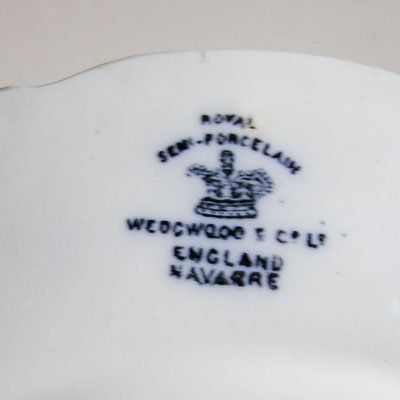 ROYAL
SEMI-PORCELAIN
WEDGWOOD & Co LD
ENGLAND
NAVARRE